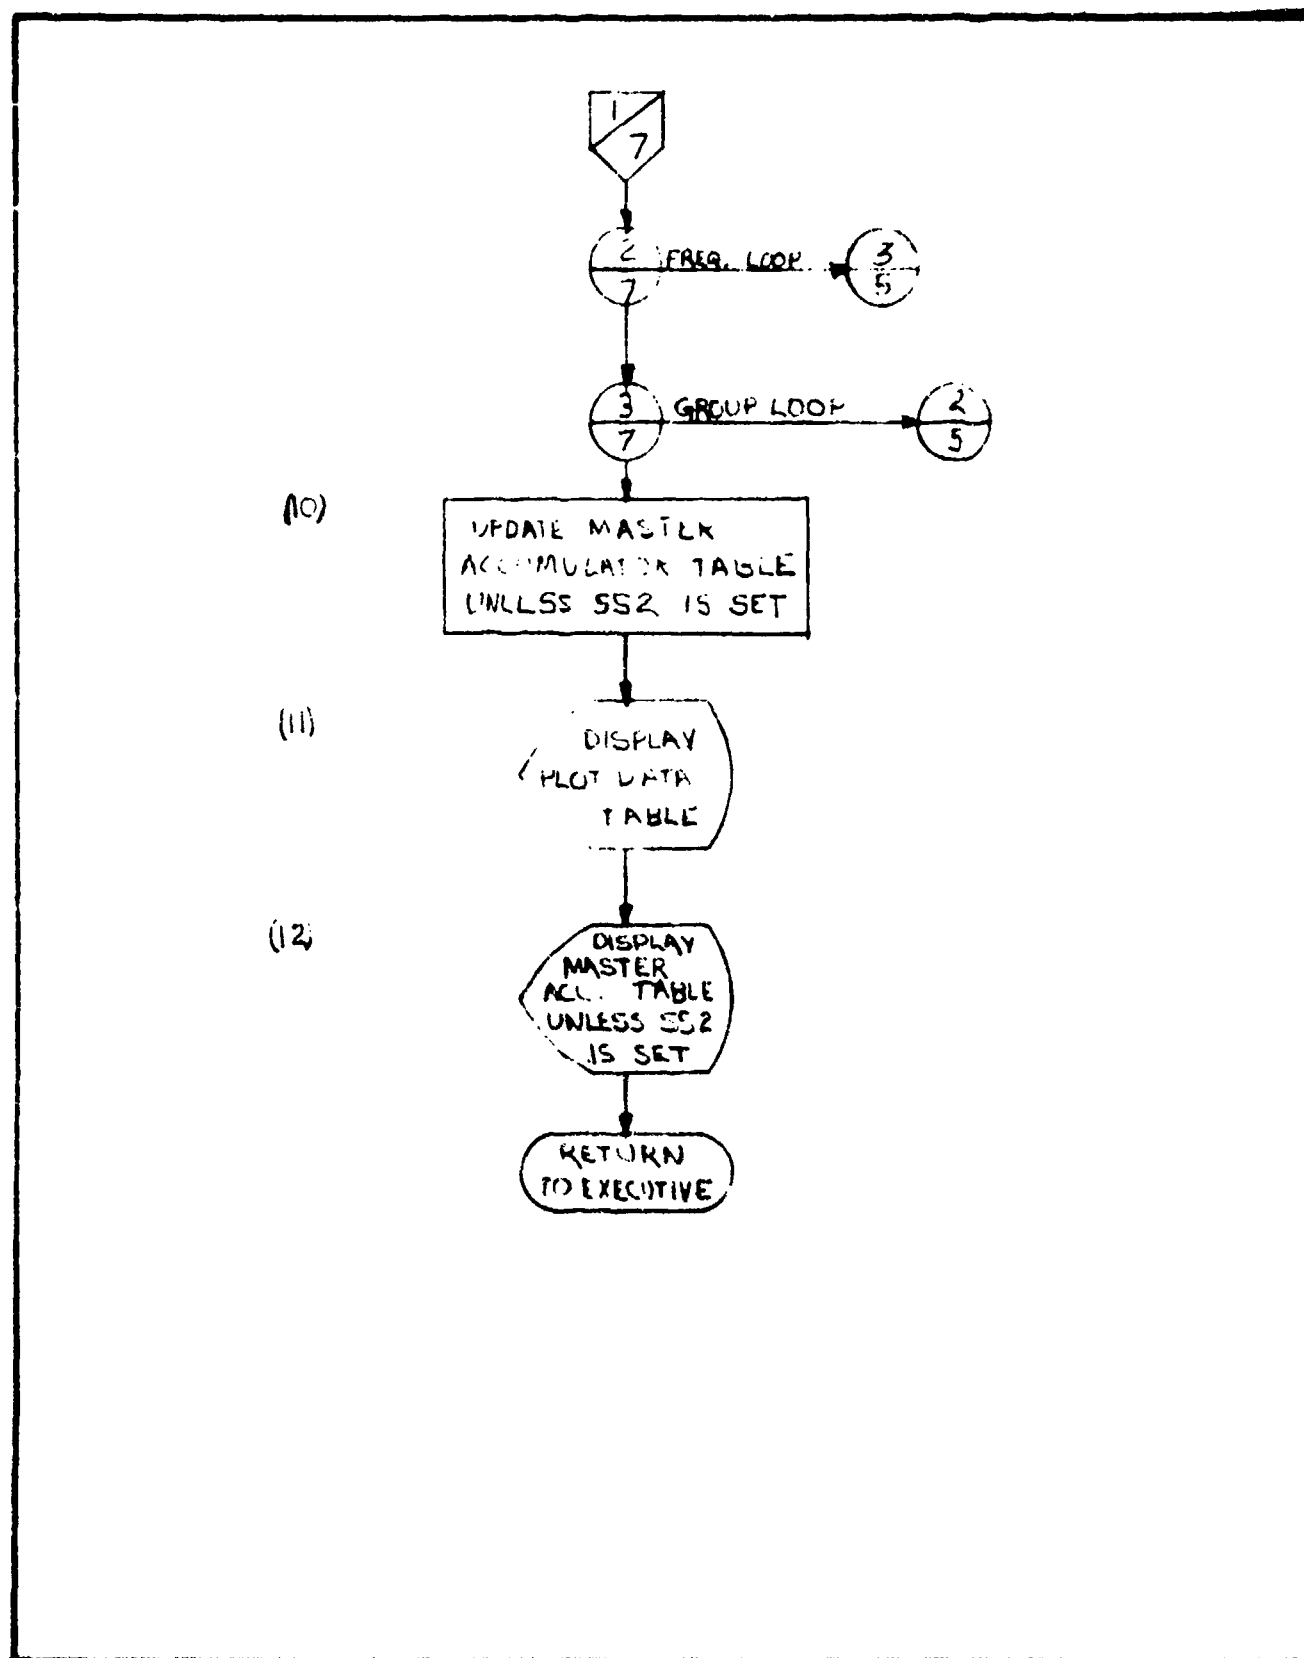 1
7
2
7
FREQ. LOOP
3
5
3
7
GROUP LOOP
2
5
(10)
UPDATE MASTER
ACCUMULATOR TABLE
UNLESS SS2 IS SET
(11)
DISPLAY
PLOT DATA
TABLE
(12)
DISPLAY
MASTER
ACC. TABLE
UNLESS SS2
IS SET
RETURN
TO EXECUTIVE